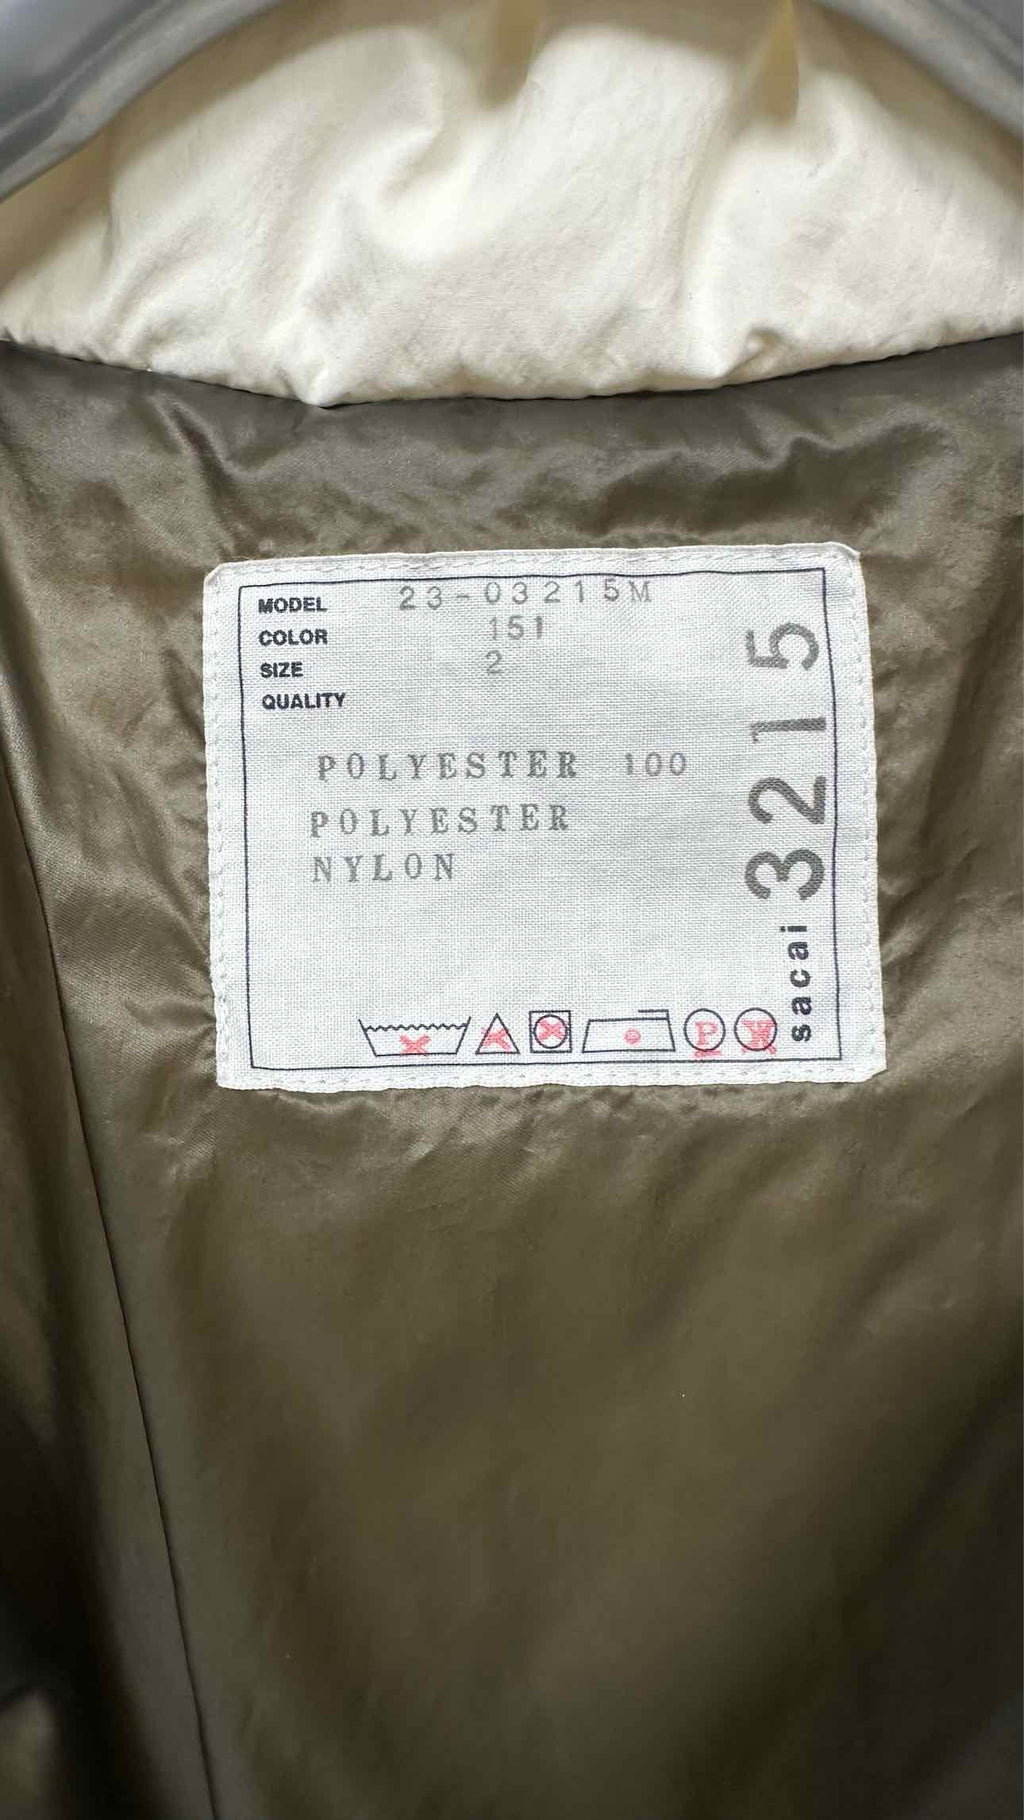 MODEL 23-03215M
COLOR 151
SIZE 2
QUALITY
POLYESTER 100
POLYESTER
NYLON
P W
sacai 3215